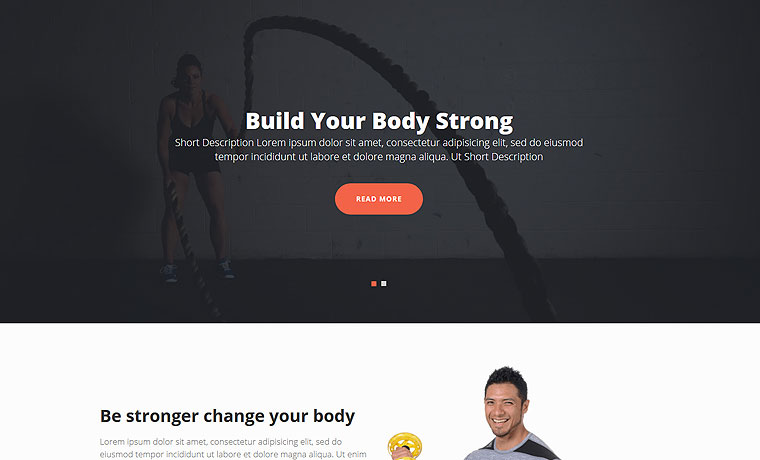 Build Your Body Strong
Short Description Lorem ipsum dolor sit amet, consectetur adipisicing elit, sed do eiusmod
tempor incididunt ut labore et dolore magna aliqua. Ut Short Description
READ MORE
Be stronger change your body
Lorem ipsum dolor sit amet, consectetur adipisicing elit, sed do
eiusmod tempor incididunt ut labore et dolore magna aliqua. Ut enim